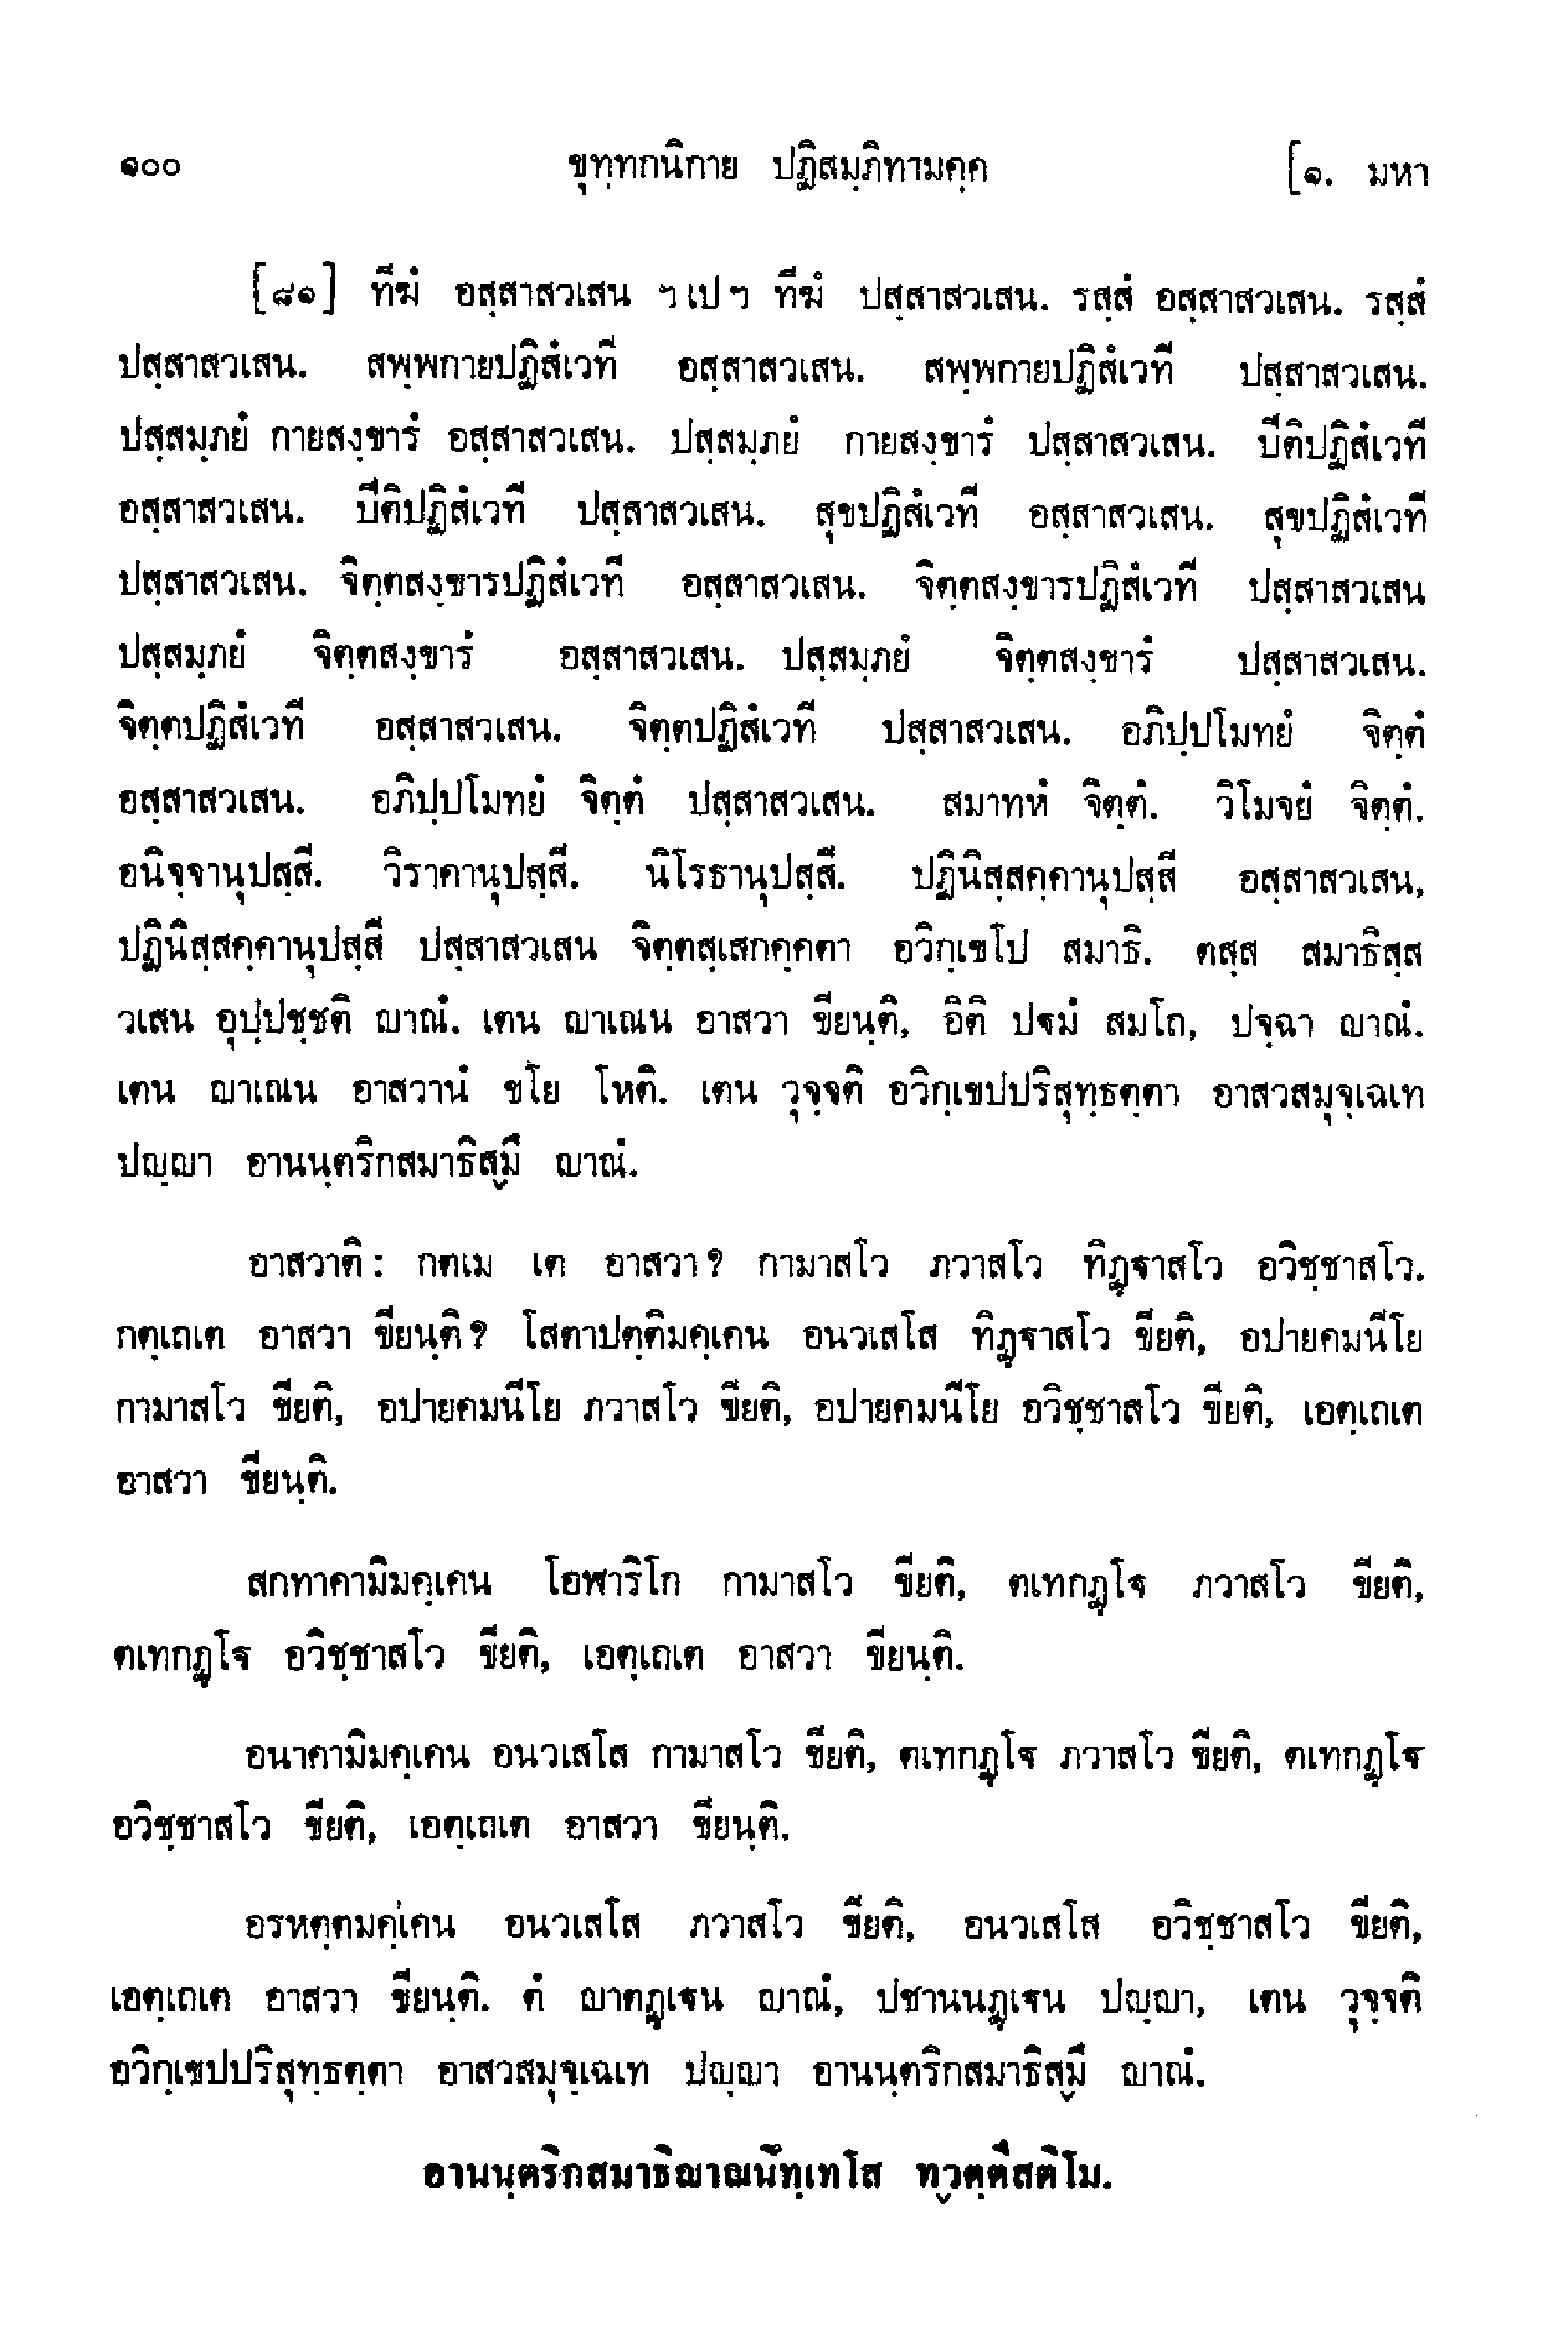 ๑๐๐ ขุทฺทกนิกาย ปฏิสมฺภิทามคฺค [๑. มหา
[๘๑] ทีฆํ อสฺสาสวเสน ฯ เป ฯ ทีฆํ ปสฺสาสวเสน. รสฺสํ อสฺสาสวเสน. รสฺสํ
ปสฺสาสวเสน. สพฺพกายปฏิสํเวที อสฺสาสวเสน. สพฺพกายปฏิสํเวที ปสฺสาสวเสน.
ปสฺสมฺภยํ กายสงฺขารํ อสฺสาสวเสน. ปสฺสมฺภยํ กายสงฺขารํ ปสฺสาสวเสน. ปีติปฏิสํเวที
อสฺสาสวเสน. ปีติปฏิสํเวที ปสฺสาสวเสน. สุขปฏิสํเวที อสฺสาสวเสน. สุขปฏิสํเวที
ปสฺสาสวเสน. จิตฺตสงฺขารปฏิสํเวที อสฺสาสวเสน. จิตฺตสงฺขารปฏิสํเวที ปสฺสาสวเสน
ปสฺสมฺภยํ จิตฺตสงฺขารํ อสฺสาสวเสน. ปสฺสมฺภยํ จิตฺตสงฺขารํ ปสฺสาสวเสน.
จิตฺตปฏิสํเวที อสฺสาสวเสน. จิตฺตปฏิสํเวที ปสฺสาสวเสน. อภิปฺปโมทยํ จิตฺตํ
อสฺสาสวเสน. อภิปฺปโมทยํ จิตฺตํ ปสฺสาสวเสน. สมาทหํ จิตฺตํ. วิโมจยํ จิตฺตํ.
อนิจฺจานุปสฺสี. วิราคานุปสฺสี. นิโรธานุปสฺสี. ปฏินิสฺสคฺคานุปสฺสี อสฺสาสวเสน,
ปฏินิสฺสคฺคานุปสฺสี ปสฺสาสวเสน จิตฺตสฺเสกคฺคตา อวิกฺเขโป สมาธิ. ตสฺส สมาธิสฺส
วเสน อุปฺปชฺชติ ญาณํ. เตน ญาเณน อาสวา ขียนฺติ, อิติ ปฐมํ สมโถ, ปจฺฉา ญาณํ.
เตน ญาเณน อาสวานํ ขโย โหติ. เตน วุจฺจติ อวิกฺเขปปริสุทฺธตฺตา อาสวสมุจฺเฉเท
ปญฺญา อานนฺตริกสมาธิสฺมึ ญาณํ.
อาสวาติ: กตเม เต อาสวา? กามาสโว ภวาสโว ทิฏฺฐาสโว อวิชฺชาสโว.
กตฺเถเต อาสวา ขียนฺติ? โสตาปตฺติมคฺเคน อนวเสโส ทิฏฺฐาสโว ขียติ, อปายคมนีโย
กามาสโว ขียติ, อปายคมนีโย ภวาสโว ขียติ, อปายคมนีโย อวิชฺชาสโว ขียติ, เอตฺเถเต
อาสวา ขียนฺติ.
สกทาคามิมคฺเคน โอฬาริโก กามาสโว ขียติ, ตเทกฏฺโฐ ภวาสโว ขียติ,
ตเทกฏฺโฐ อวิชฺชาสโว ขียติ, เอตฺเถเต อาสวา ขียนฺติ.
อนาคามิมคฺเคน อนวเสโส กามาสโว ขียติ, ตเทกฏฺโฐ ภวาสโว ขียติ, ตเทกฏฺโฐ
อวิชฺชาสโว ขียติ, เอตฺเถเต อาสวา ขียนฺติ.
อรหตฺตมคฺเคน อนวเสโส ภวาสโว ขียติ, อนวเสโส อวิชฺชาสโว ขียติ,
เอตฺเถเต อาสวา ขียนฺติ. ตํ ญาตฏฺเฐน ญาณํ, ปชานนฏฺเฐน ปญฺญา, เตน วุจฺจติ
อวิกฺเขปปริสุทฺธตฺตา อาสวสมุจฺเฉเท ปญฺญา อานนฺตริกสมาธิสฺมึ ญาณํ.
อานนฺตริกสมาธิญาณนิทฺเทโส ทฺวตฺตึสติโม.